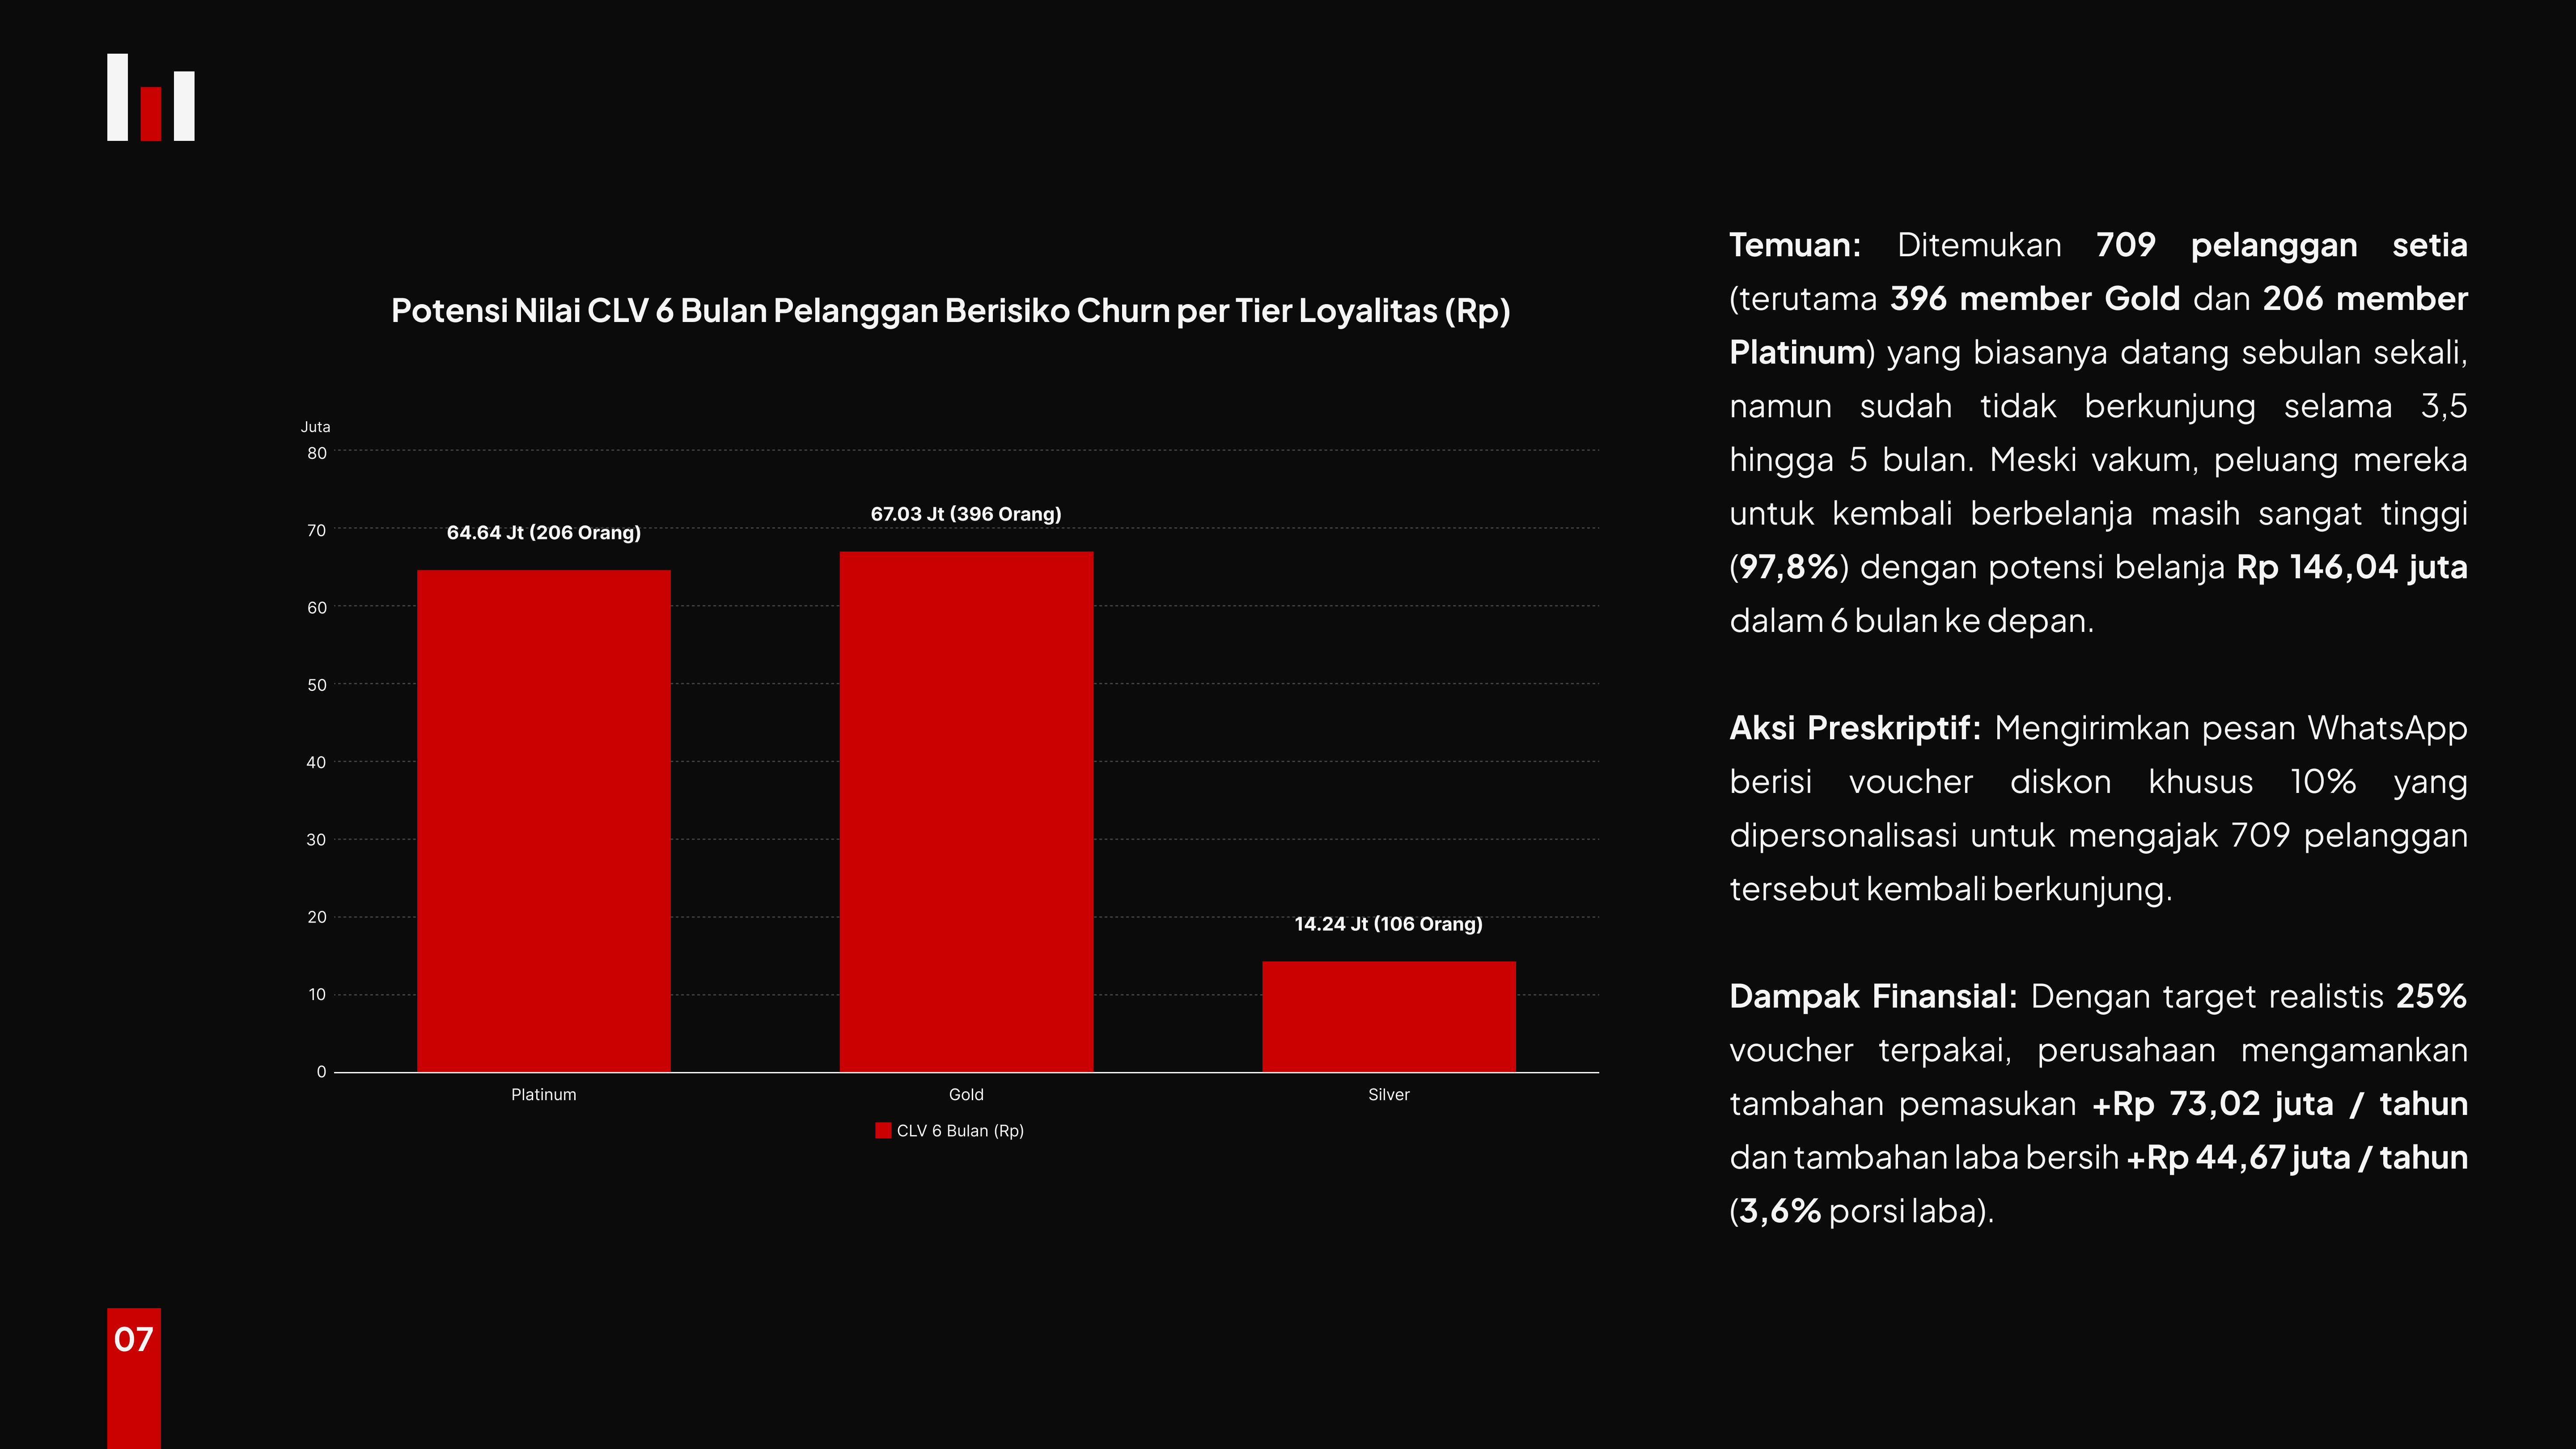 Potensi Nilai CLV 6 Bulan Pelanggan Berisiko Churn per Tier Loyalitas (Rp)
Juta
80
70
60
50
40
30
20
10
0
64.64 Jt (206 Orang)
67.03 Jt (396 Orang)
14.24 Jt (106 Orang)
Platinum
Gold
Silver
CLV 6 Bulan (Rp)
Temuan: Ditemukan 709 pelanggan setia
(terutama 396 member Gold dan 206 member
Platinum) yang biasanya datang sebulan sekali,
namun sudah tidak berkunjung selama 3,5
hingga 5 bulan. Meski vakum, peluang mereka
untuk kembali berbelanja masih sangat tinggi
(97,8%) dengan potensi belanja Rp 146,04 juta
dalam 6 bulan ke depan.
Aksi Preskriptif: Mengirimkan pesan WhatsApp
berisi voucher diskon khusus 10% yang
dipersonalisasi untuk mengajak 709 pelanggan
tersebut kembali berkunjung.
Dampak Finansial: Dengan target realistis 25%
voucher terpakai, perusahaan mengamankan
tambahan pemasukan +Rp 73,02 juta / tahun
dan tambahan laba bersih +Rp 44,67 juta / tahun
(3,6% porsi laba).
07